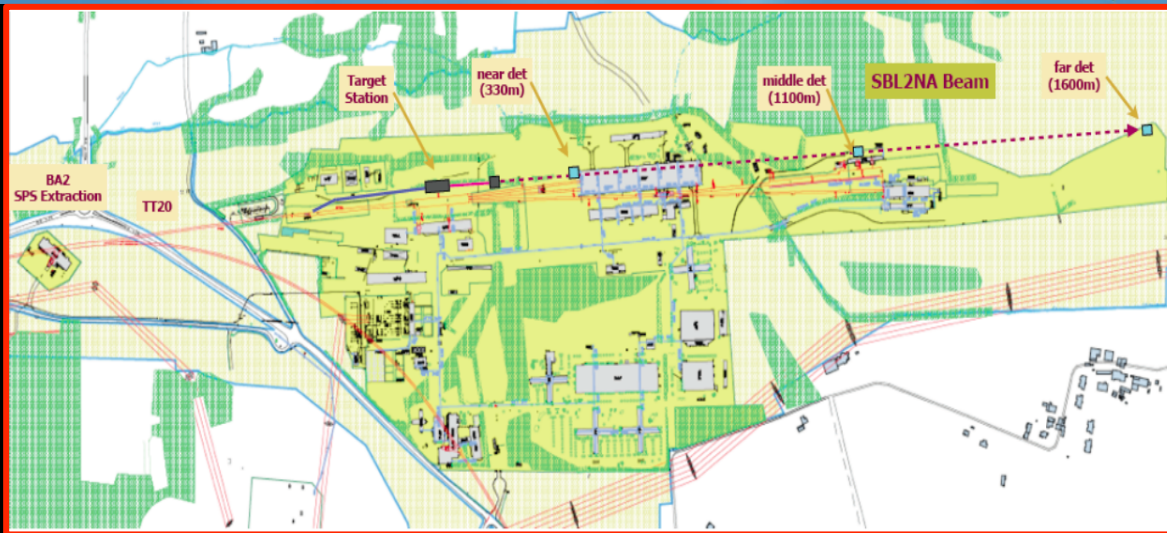 BA2
SPS Extraction
TT20
Target
Station
near det
(330m)
middle det
(1100m)
SBL2NA Beam
far det
(1600m)